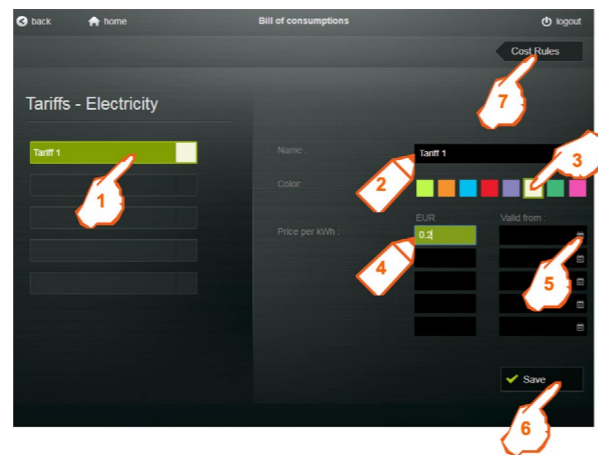 back home Bill of consumptions logout
Cost Rules
7
Tariffs - Electricity
Tariff 1
1
Name :
Tariff 1
2
3
Color:
EUR Valid from :
Price per kWh :
0.2
4
5
Save
6